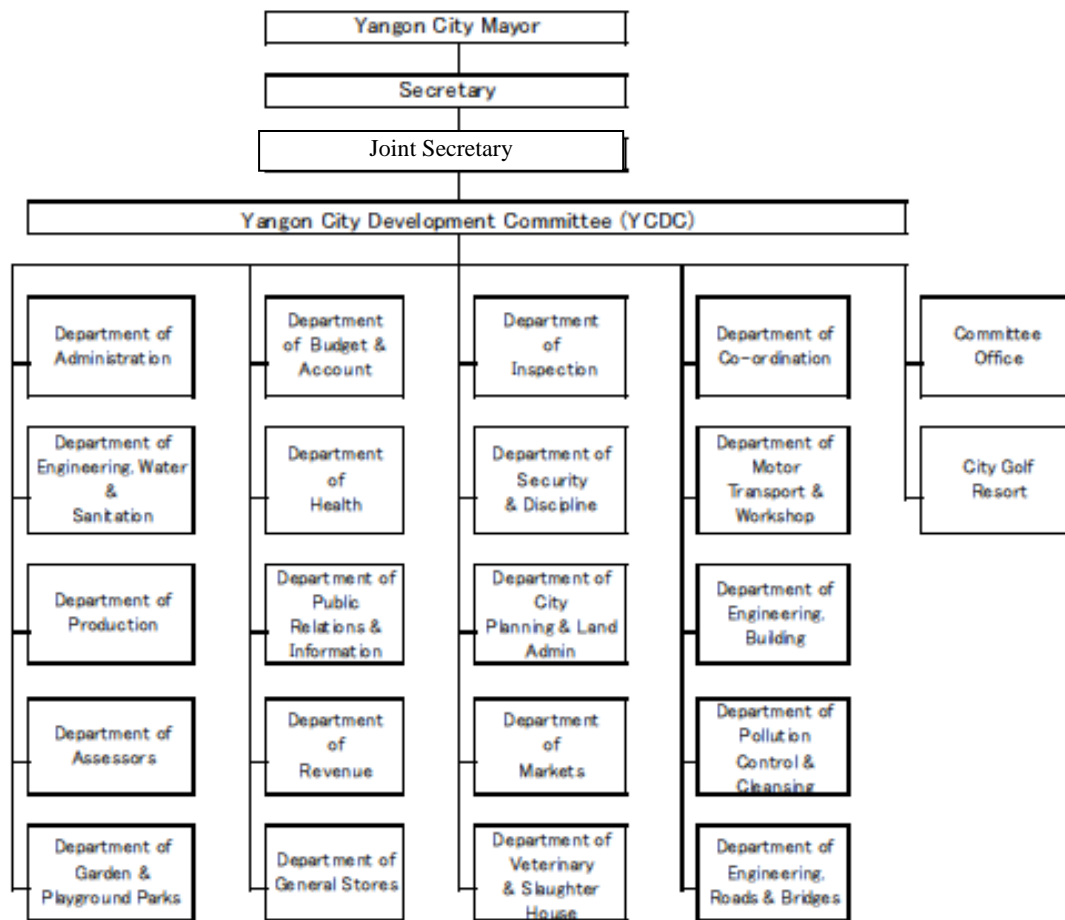 Yangon City Mayor
Secretary
Joint Secretary
Yangon City Development Committee (YCDC)
Department of
Administration
Department
of Budget &
Account
Department
of
Inspection
Department of
Co-ordination
Committee
Office
Department of
Engineering, Water
&
Sanitation
Department
of
Health
Department of
Security
& Discipline
Department of
Motor
Transport &
Workshop
City Golf
Resort
Department of
Production
Department of
Public
Relations &
Information
Department of
City
Planning & Land
Admin
Department of
Engineering,
Building
Department of
Assessors
Department
of
Revenue
Department
of
Markets
Department of
Pollution
Control &
Cleansing
Department of
Garden &
Playground Parks
Department of
General Stores
Department of
Veterinary
& Slaughter
House
Department of
Engineering,
Roads & Bridges